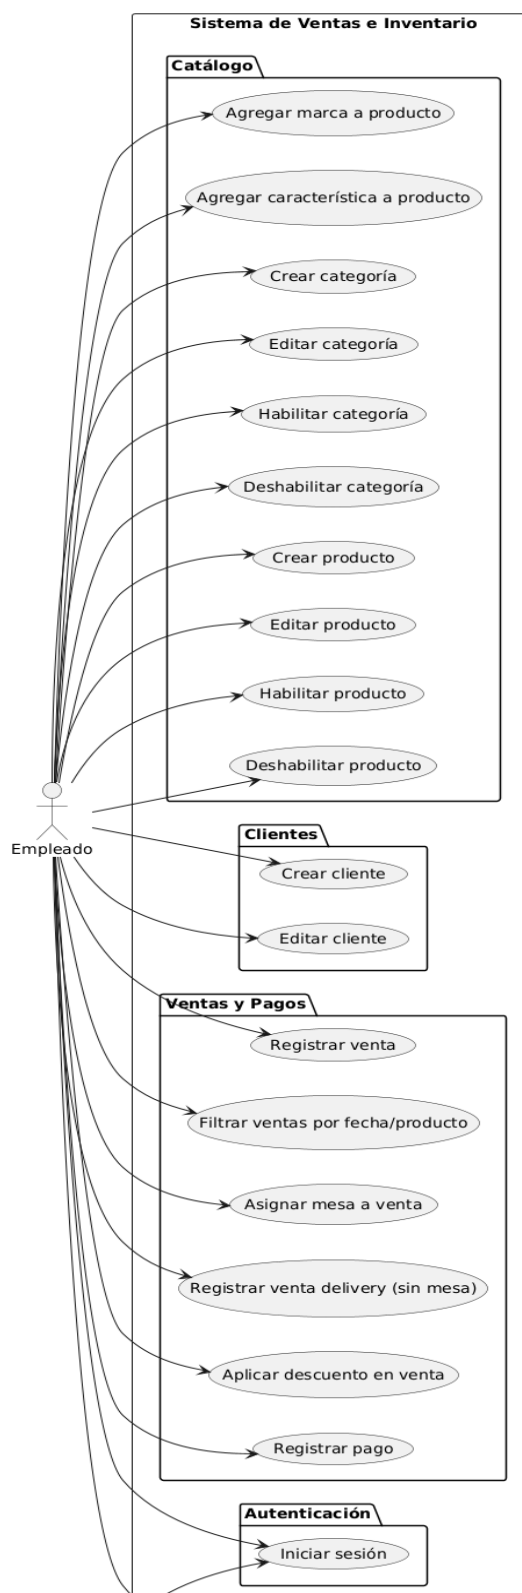 Sistema de Ventas e Inventario
Catálogo
Agregar marca a producto
Agregar característica a producto
Crear categoría
Editar categoría
Habilitar categoría
Deshabilitar categoría
Crear producto
Editar producto
Habilitar producto
Deshabilitar producto
Empleado
Clientes
Crear cliente
Editar cliente
Ventas y Pagos
Registrar venta
Filtrar ventas por fecha/producto
Asignar mesa a venta
Registrar venta delivery (sin mesa)
Aplicar descuento en venta
Registrar pago
Autenticación
Iniciar sesión